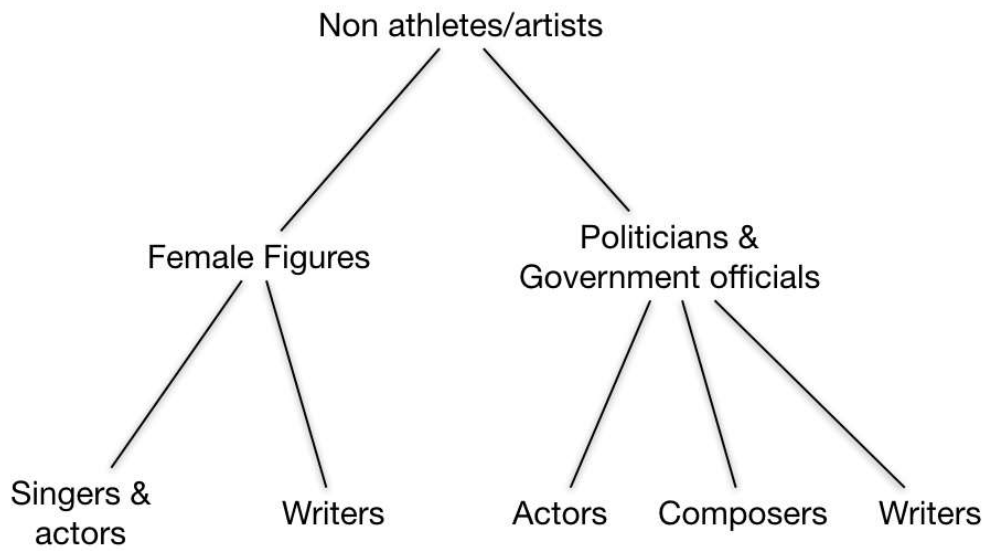 Non athletes/artists
Female Figures
Politicians &
Government officials
Singers &
actors
Writers
Actors
Composers
Writers